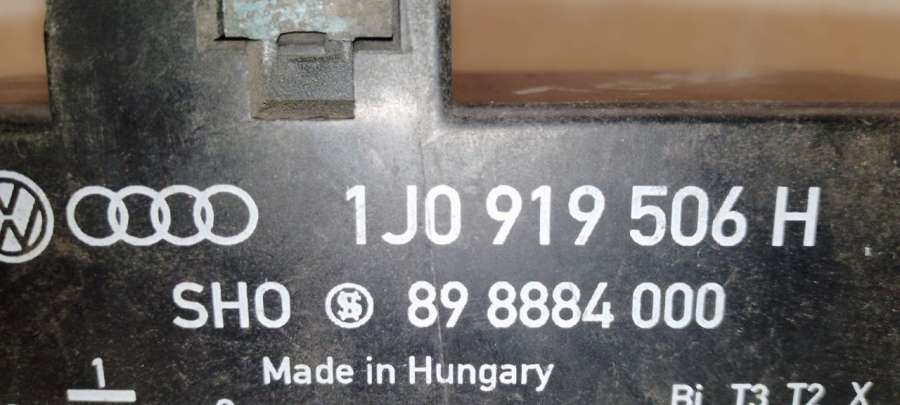 1J0 919 506 H
SHO 89 8884 000
Made in Hungary
1
Bi T3 T2 X